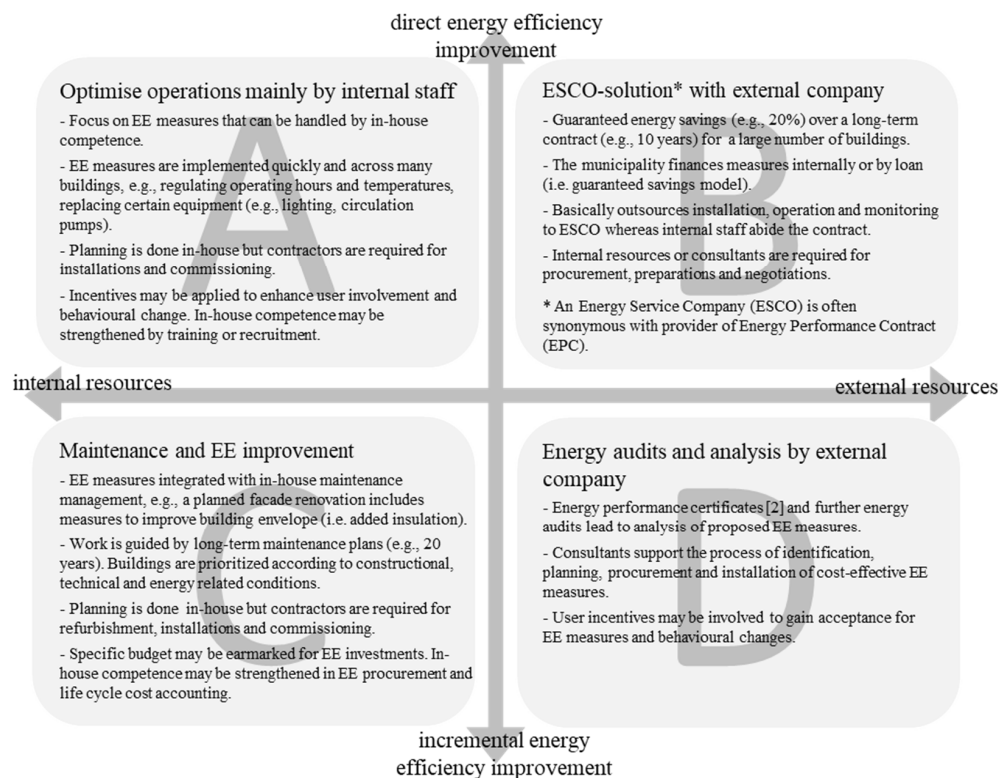 direct energy efficiency
improvement
Optimise operations mainly by internal staff
- Focus on EE measures that can be handled by in-house
competence.
- EE measures are implemented quickly and across many
buildings, e.g., regulating operating hours and temperatures,
replacing certain equipment (e.g., lighting, circulation
pumps).
- Planning is done in-house but contractors are required for
installations and commissioning.
- Incentives may be applied to enhance user involvement and
behavioural change. In-house competence may be
strengthened by training or recruitment.
A
ESCO-solution* with external company
- Guaranteed energy savings (e.g., 20%) over a long-term
contract (e.g., 10 years) for a large number of buildings.
- The municipality finances measures internally or by loan
(i.e. guaranteed savings model).
- Basically outsources installation, operation and monitoring
to ESCO whereas internal staff abide the contract.
- Internal resources or consultants are required for
procurement, preparations and negotiations.
* An Energy Service Company (ESCO) is often
synonymous with provider of Energy Performance Contract
(EPC).
B
internal resources
external resources
Maintenance and EE improvement
- EE measures integrated with in-house maintenance
management, e.g., a planned facade renovation includes
measures to improve building envelope (i.e. added insulation).
- Work is guided by long-term maintenance plans (e.g., 20
years). Buildings are prioritized according to constructional,
technical and energy related conditions.
- Planning is done in-house but contractors are required for
refurbishment, installations and commissioning.
- Specific budget may be earmarked for EE investments. In-
house competence may be strengthened in EE procurement and
life cycle cost accounting.
C
Energy audits and analysis by external
company
- Energy performance certificates [2] and further energy
audits lead to analysis of proposed EE measures.
- Consultants support the process of identification,
planning, procurement and installation of cost-effective EE
measures.
- User incentives may be involved to gain acceptance for
EE measures and behavioural changes.
D
incremental energy
efficiency improvement